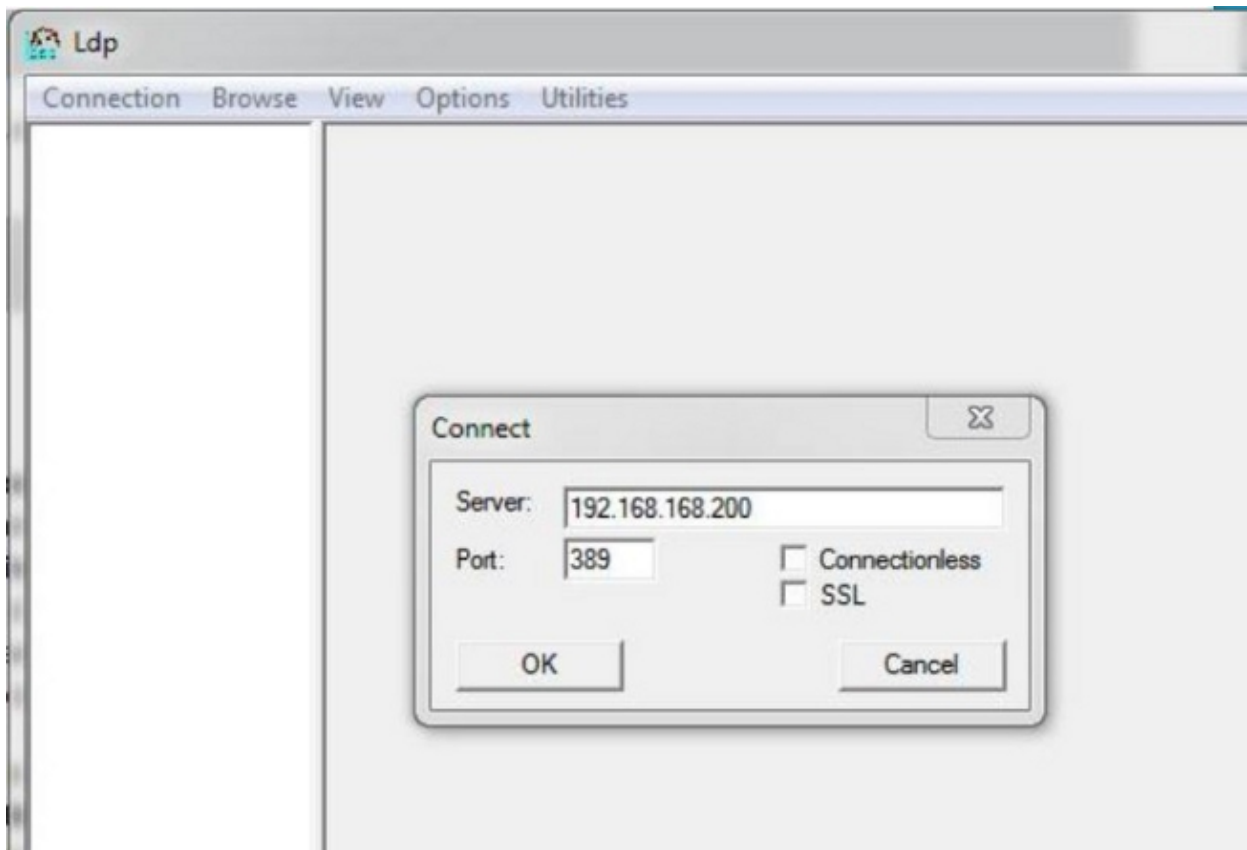 Ldp
Connection Browse View Options Utilities
Connect
Server: 192.168.168.200
Port: 389 Connectionless
SSL
OK Cancel